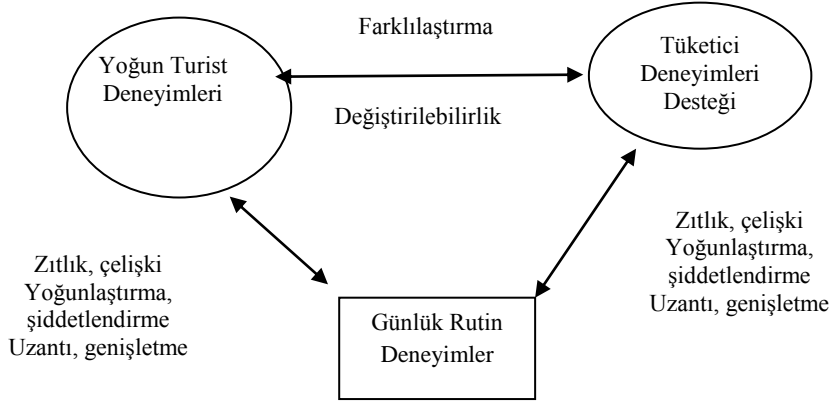 Farklılaştırma
Yoğun Turist
Deneyimleri
Tüketici
Deneyimleri
Desteği
Değiştirilebilirlik
Zıtlık, çelişki
Yoğunlaştırma,
şiddetlendirme
Uzantı, genişletme
Zıtlık, çelişki
Yoğunlaştırma,
şiddetlendirme
Uzantı, genişletme
Günlük Rutin
Deneyimler